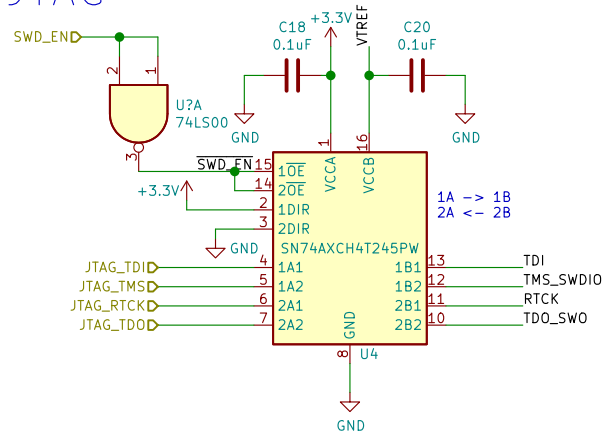 JTAG
SWD_EN
2
1
3
U?A
74LS00
C18
0.1uF
+3.3V
VTREF
C20
0.1uF
GND
GND
1
16
VCCA
VCCB
SWD_EN
15
1OE
14
2OE
+3.3V
2
1DIR
3
2DIR
GND
SN74AXCH4T245PW
1A -> 1B
2A <- 2B
JTAG_TDI
4
1A1
1B1
13
TDI
JTAG_TMS
5
1A2
1B2
12
TMS_SWDIO
JTAG_RTCK
6
2A1
2B1
11
RTCK
JTAG_TDO
7
2A2
2B2
10
TDO_SWO
GND
8
U4
GND